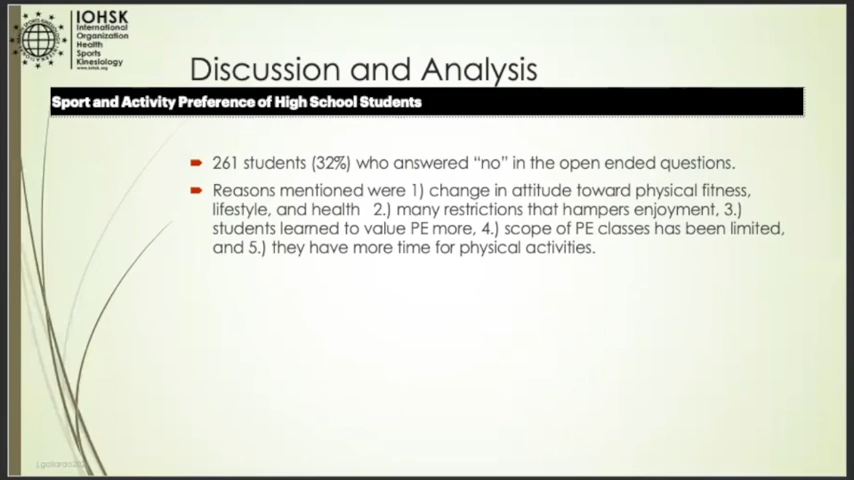 IOHSK
International
Organization
Health
Sports
Kinesiology
www.iohsk.org
Discussion and Analysis
Sport and Activity Preference of High School Students
261 students (32%) who answered “no” in the open ended questions.
Reasons mentioned were 1) change in attitude toward physical fitness,
lifestyle, and health 2.) many restrictions that hampers enjoyment, 3.)
students learned to value PE more, 4.) scope of PE classes has been limited,
and 5.) they have more time for physical activities.